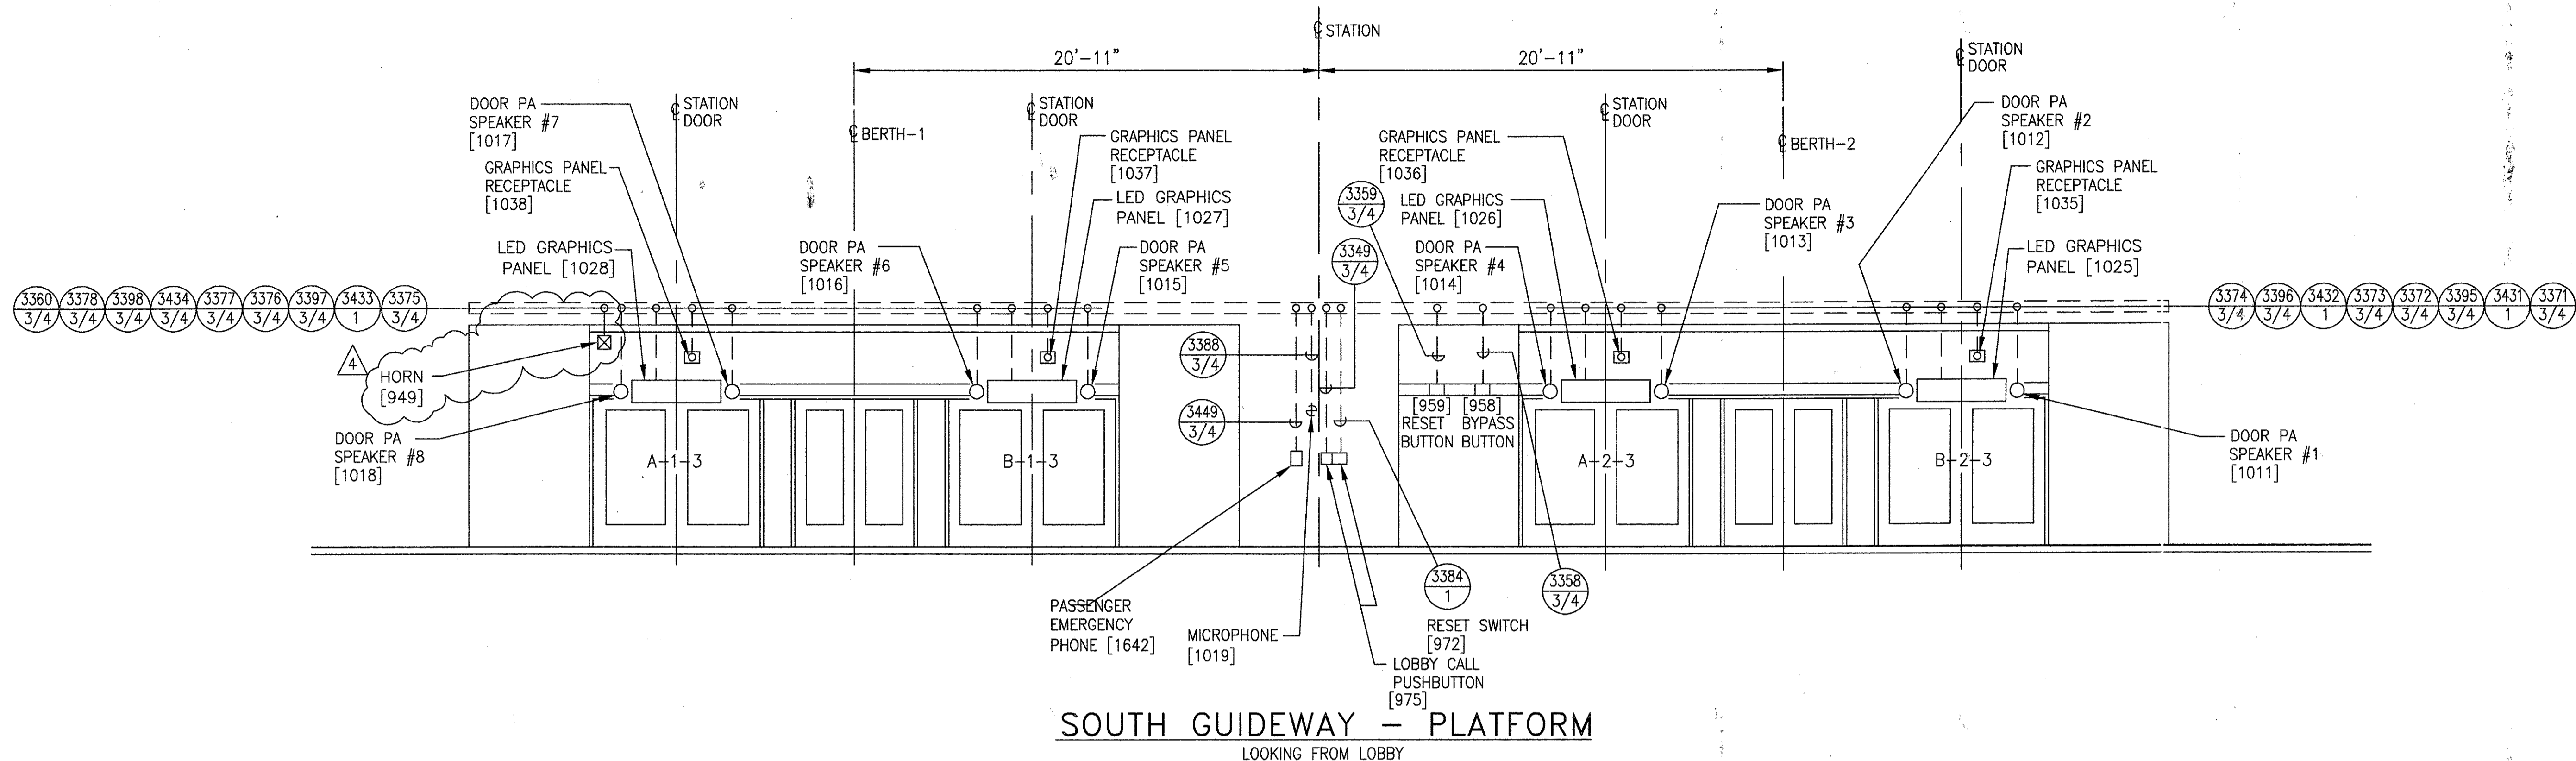 ℄ STATION
20'-11"
20'-11"
℄ STATION
DOOR
℄ STATION
DOOR
℄ BERTH-1
℄ STATION
DOOR
℄ STATION
DOOR
℄ BERTH-2
DOOR PA
SPEAKER #7
[1017]
GRAPHICS PANEL
RECEPTACLE
[1038]
LED GRAPHICS
PANEL [1028]
DOOR PA
SPEAKER #6
[1016]
GRAPHICS PANEL
RECEPTACLE
[1037]
LED GRAPHICS
PANEL [1027]
DOOR PA
SPEAKER #5
[1015]
3359
3/4
3349
3/4
GRAPHICS PANEL
RECEPTACLE
[1036]
LED GRAPHICS
PANEL [1026]
DOOR PA
SPEAKER #4
[1014]
DOOR PA
SPEAKER #3
[1013]
DOOR PA
SPEAKER #2
[1012]
GRAPHICS PANEL
RECEPTACLE
[1035]
LED GRAPHICS
PANEL [1025]
3360 3378 3398 3434 3377 3376 3397 3433 3375
3/4 3/4 3/4 3/4 3/4 3/4 3/4 1 3/4
3374 3396 3432 3373 3372 3395 3431 3371
3/4 3/4 1 3/4 3/4 3/4 1 3/4
4
HORN
[949]
DOOR PA
SPEAKER #8
[1018]
3388
3/4
3449
3/4
[959] [958]
RESET BYPASS
BUTTON BUTTON
A-1-3
B-1-3
A-2-3
B-2-3
DOOR PA
SPEAKER #1
[1011]
3384
1
3358
3/4
PASSENGER
EMERGENCY
PHONE [1642]
MICROPHONE
[1019]
RESET SWITCH
[972]
LOBBY CALL
PUSHBUTTON
[975]
SOUTH GUIDEWAY – PLATFORM
LOOKING FROM LOBBY